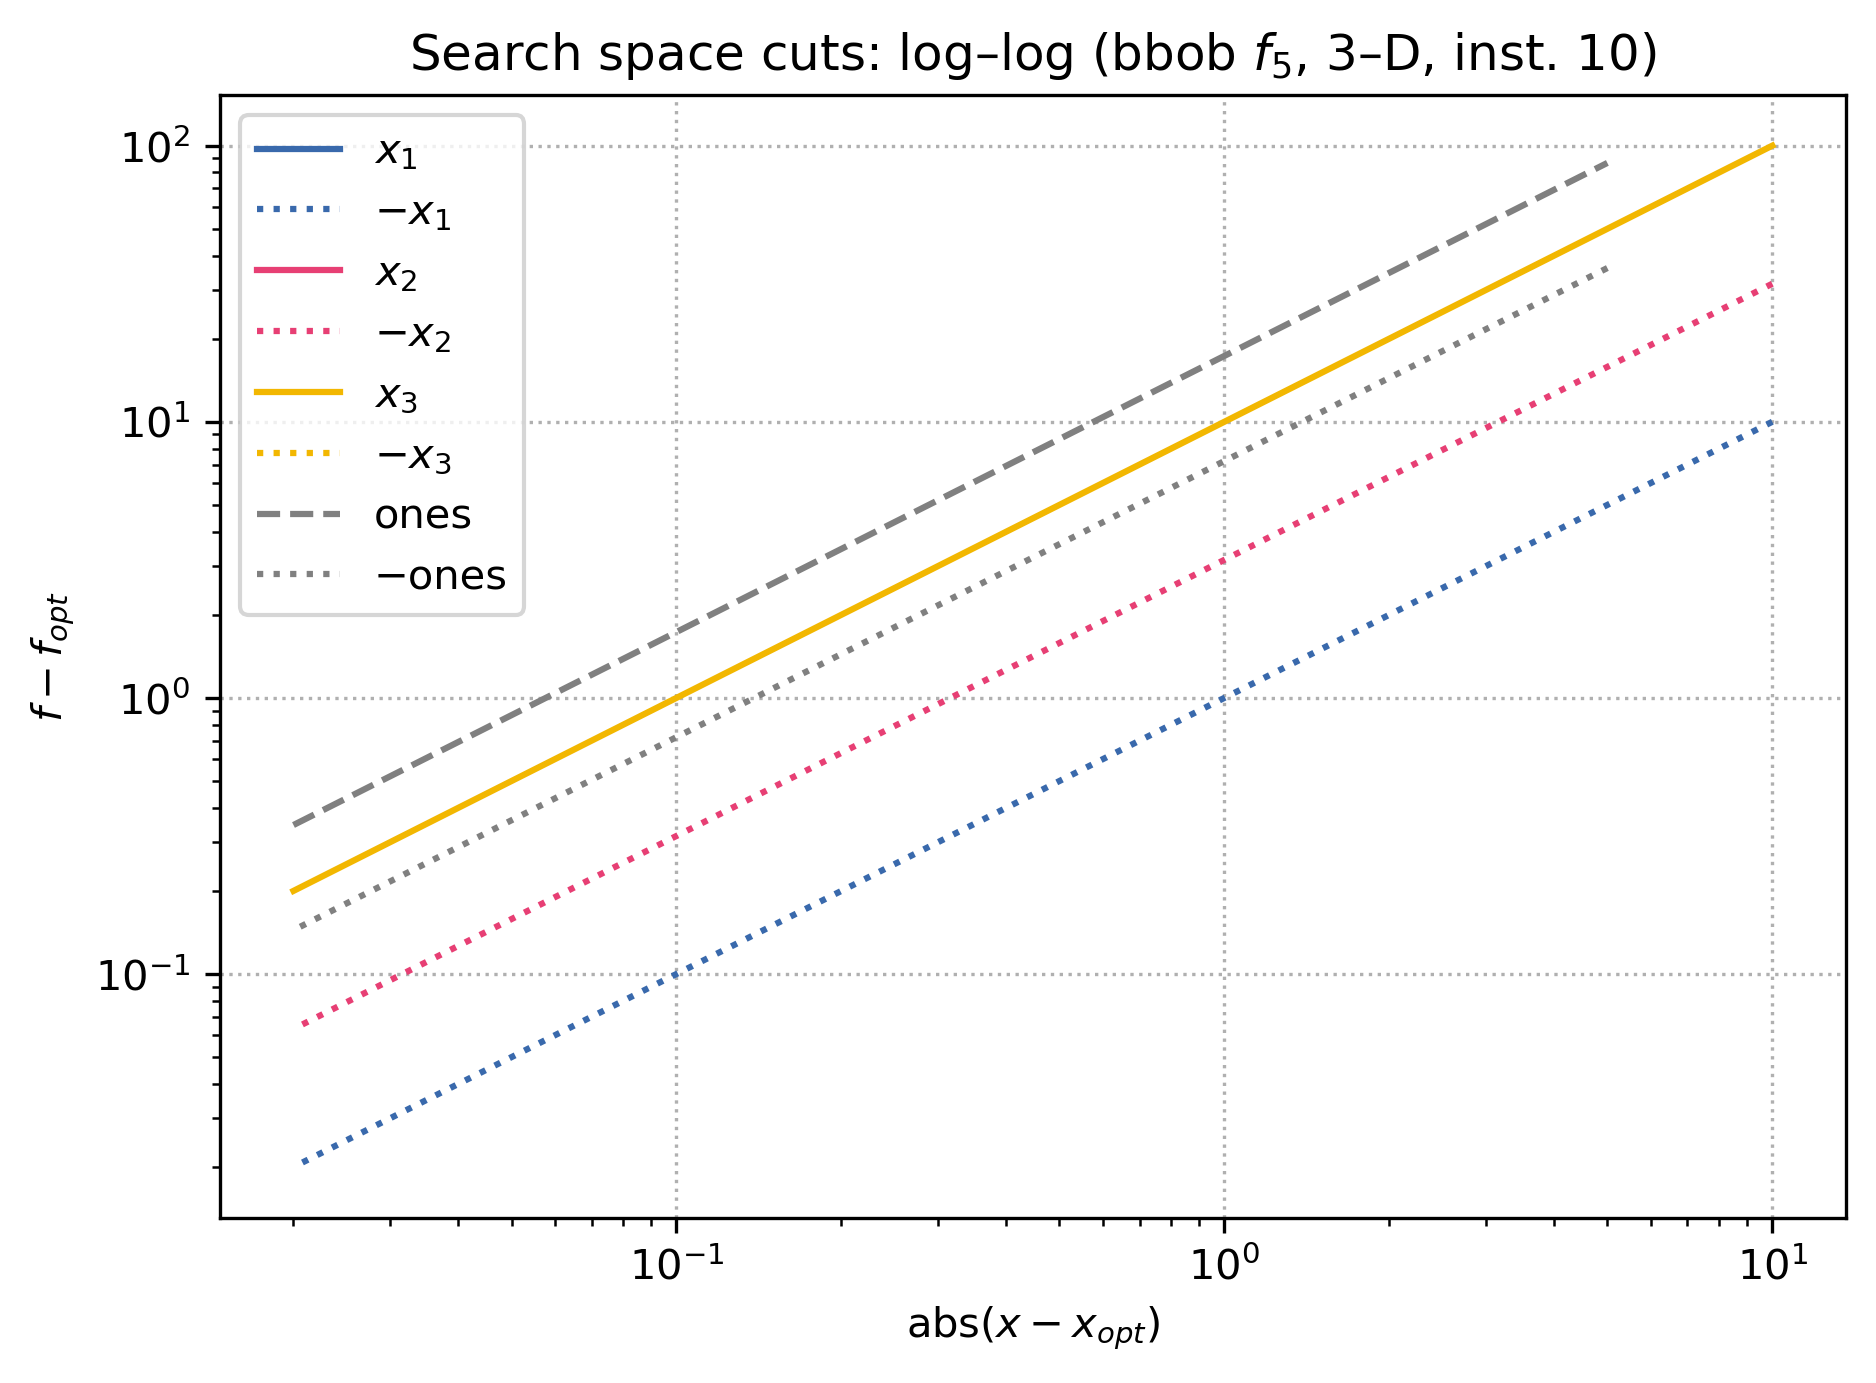 Search space cuts: log–log (bbob $f_5$, 3–D, inst. 10)
$x_1$
$-x_1$
$x_2$
$-x_2$
$x_3$
$-x_3$
ones
−ones
$10^2$
$10^1$
$10^0$
$10^{-1}$
$f - f_{opt}$
$10^{-1}$ $10^0$ $10^1$
abs($x - x_{opt}$)